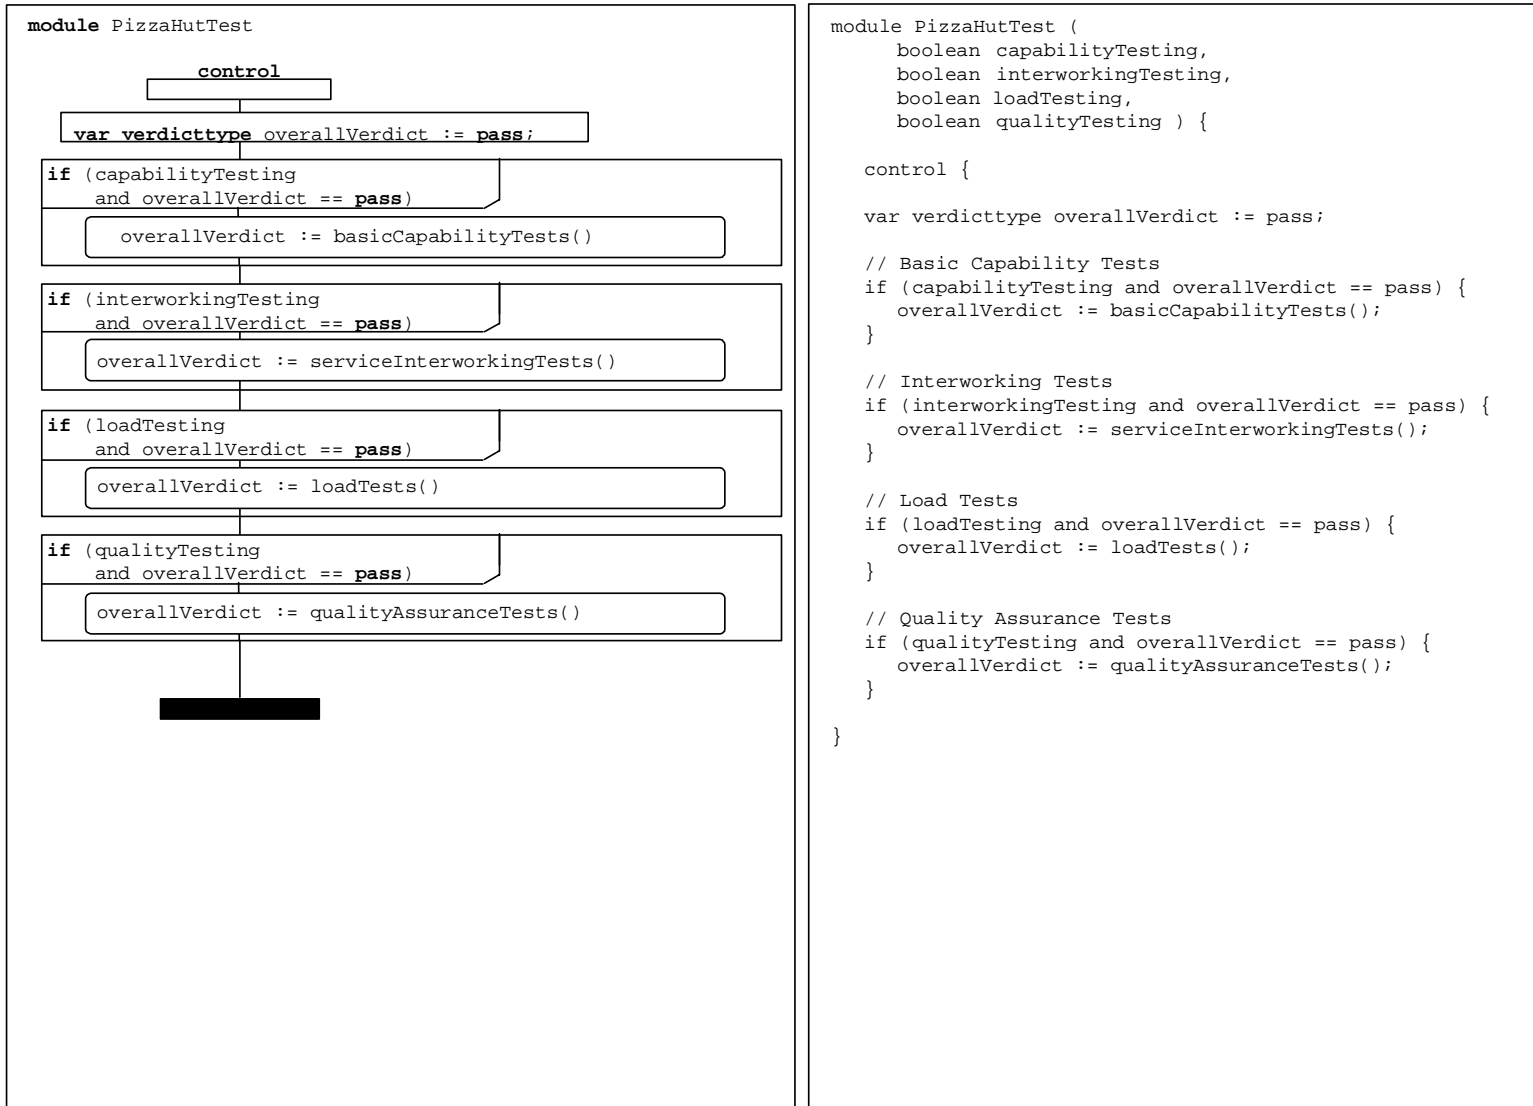 module PizzaHutTest
control
var verdicttype overallVerdict := pass;
if (capabilityTesting
and overallVerdict == pass)
overallVerdict := basicCapabilityTests()
if (interworkingTesting
and overallVerdict == pass)
overallVerdict := serviceInterworkingTests()
if (loadTesting
and overallVerdict == pass)
overallVerdict := loadTests()
if (qualityTesting
and overallVerdict == pass)
overallVerdict := qualityAssuranceTests()
module PizzaHutTest (
boolean capabilityTesting,
boolean interworkingTesting,
boolean loadTesting,
boolean qualityTesting ) {
control {
var verdicttype overallVerdict := pass;
// Basic Capability Tests
if (capabilityTesting and overallVerdict == pass) {
overallVerdict := basicCapabilityTests();
}
// Interworking Tests
if (interworkingTesting and overallVerdict == pass) {
overallVerdict := serviceInterworkingTests();
}
// Load Tests
if (loadTesting and overallVerdict == pass) {
overallVerdict := loadTests();
}
// Quality Assurance Tests
if (qualityTesting and overallVerdict == pass) {
overallVerdict := qualityAssuranceTests();
}
}